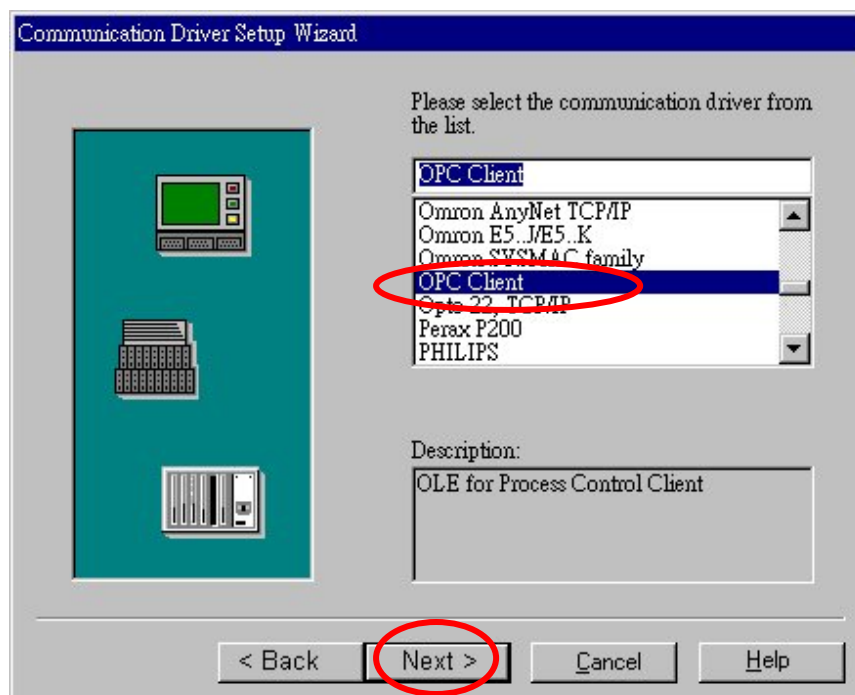 Communication Driver Setup Wizard
Please select the communication driver from
the list.
OPC Client
Omron AnyNet TCP/IP
Omron E5..J/E5..K
Omron SYSMAC family
OPC Client
Opto 22, TCP/IP
Perax P200
PHILIPS
Description:
OLE for Process Control Client
< Back
Next >
Cancel
Help